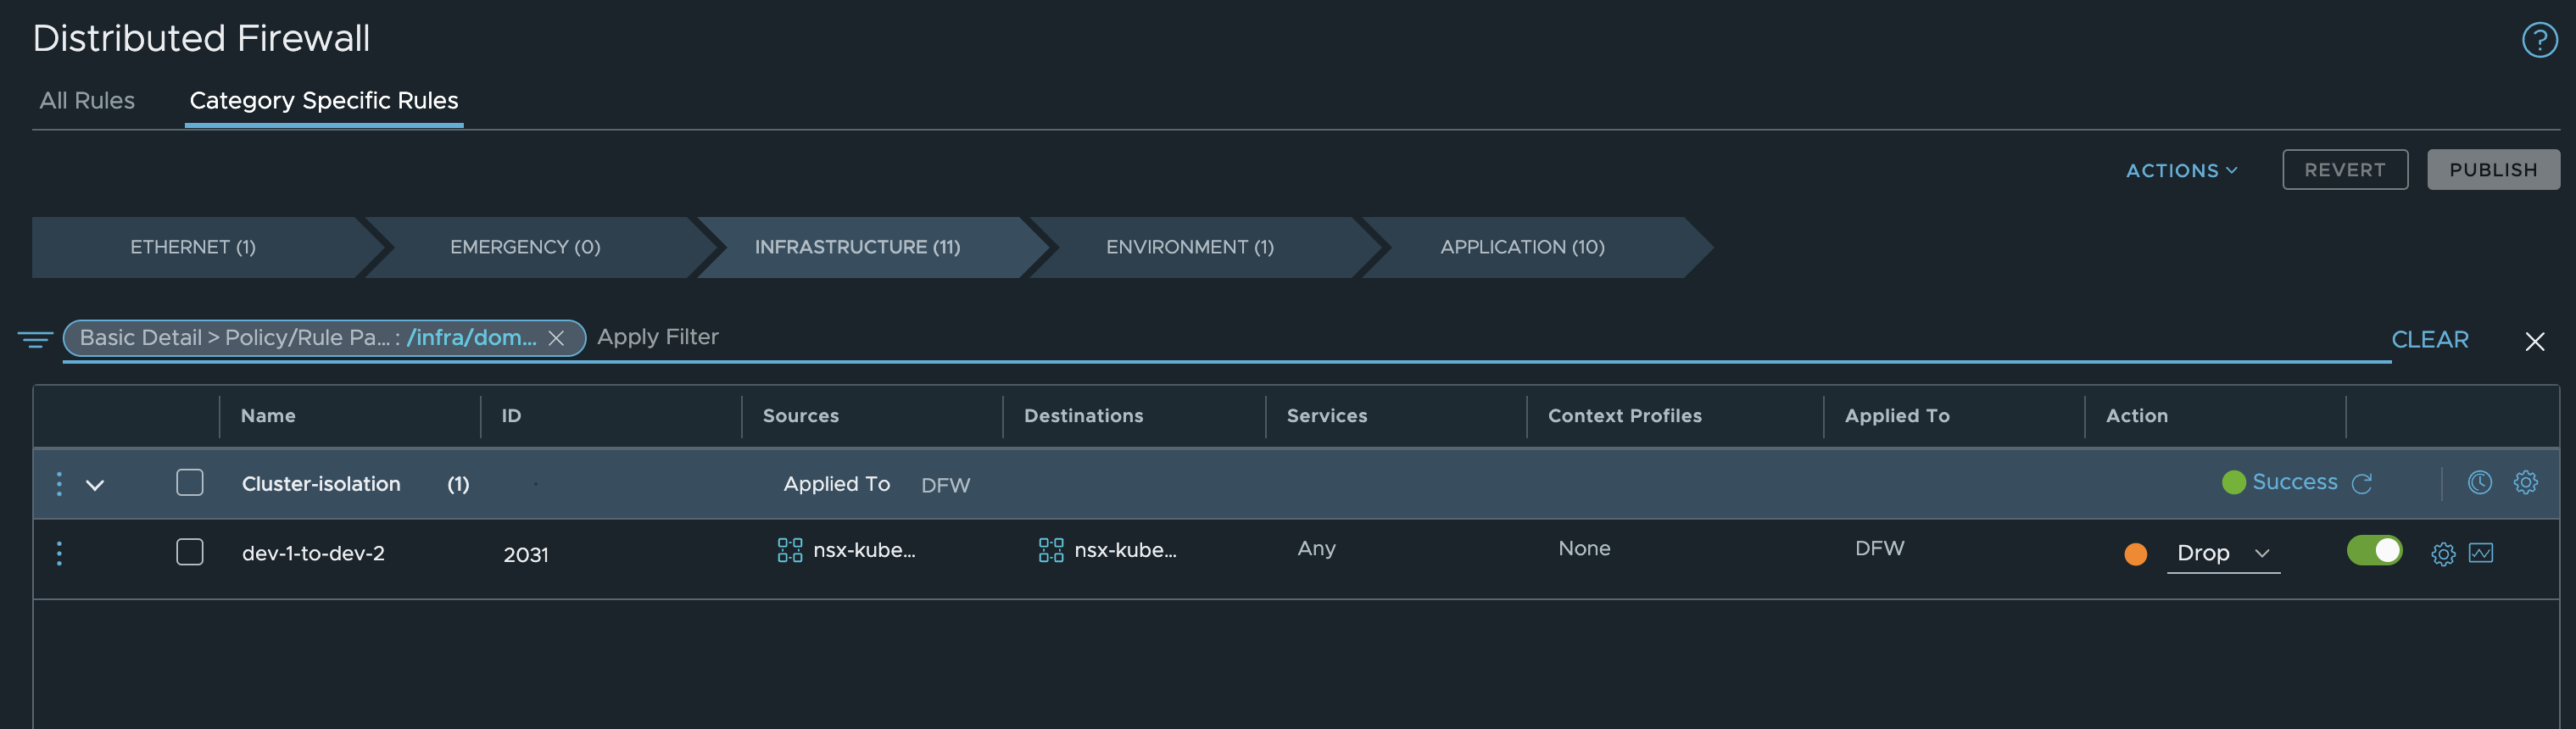 Distributed Firewall
?
All Rules
Category Specific Rules
ACTIONS
REVERT
PUBLISH
ETHERNET (1)
EMERGENCY (0)
INFRASTRUCTURE (11)
ENVIRONMENT (1)
APPLICATION (10)
Basic Detail > Policy/Rule Pa... : /infra/dom...
Apply Filter
CLEAR
Name
ID
Sources
Destinations
Services
Context Profiles
Applied To
Action
Cluster-isolation (1)
Applied To DFW
Success
dev-1-to-dev-2
2031
nsx-kube...
nsx-kube...
Any
None
DFW
Drop